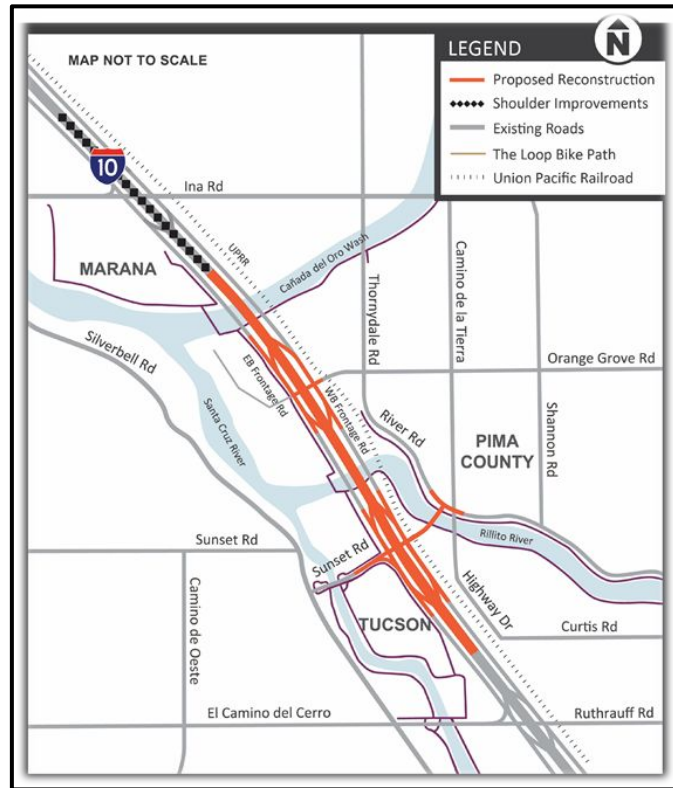 MAP NOT TO SCALE
LEGEND
N
Proposed Reconstruction
Shoulder Improvements
Existing Roads
The Loop Bike Path
Union Pacific Railroad
10
Ina Rd
UPRR
MARANA
Cañada del Oro Wash
Thornydale Rd
Camino de la Tierra
Silverbell Rd
EB Frontage Rd
WB Frontage Rd
Orange Grove Rd
Santa Cruz River
River Rd
PIMA
COUNTY
Shannon Rd
Rillito River
Sunset Rd
Sunset Rd
Camino de Oeste
TUCSON
Highway Dr
Curtis Rd
El Camino del Cerro
Ruthrauff Rd